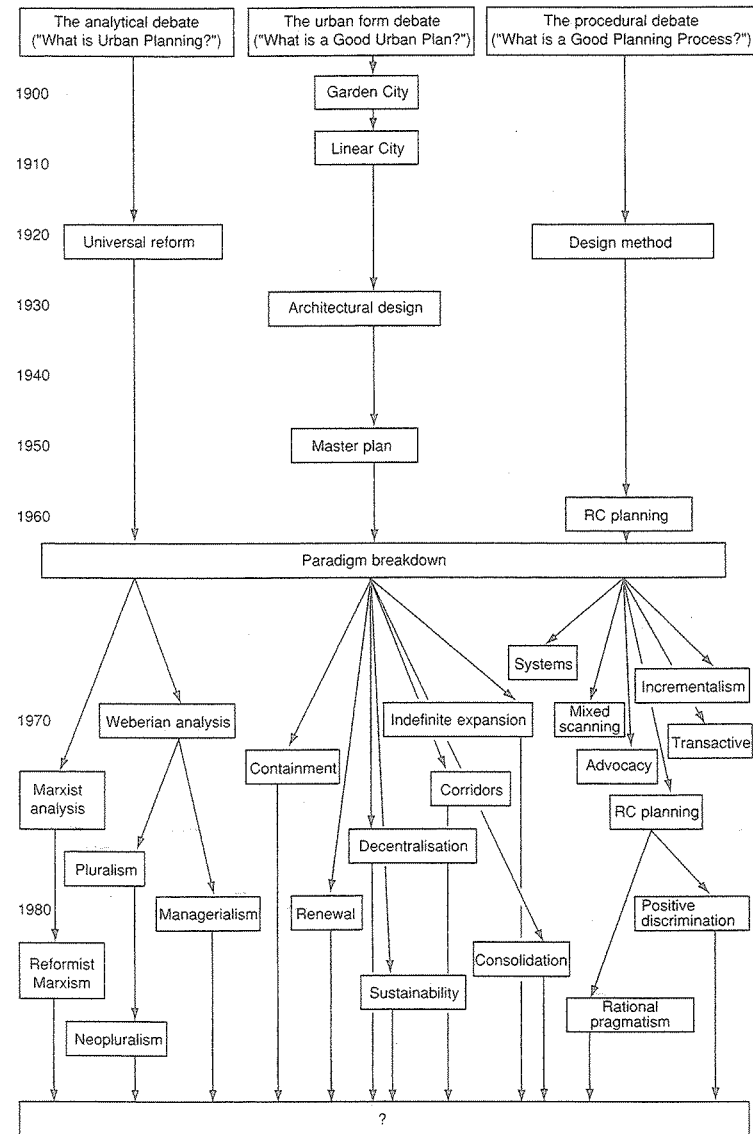 The analytical debate
("What is Urban Planning?")
The urban form debate
("What is a Good Urban Plan?")
The procedural debate
("What is a Good Planning Process?")
1900
Garden City
Linear City
1910
1920
Universal reform
Design method
1930
Architectural design
1940
1950
Master plan
1960
RC planning
Paradigm breakdown
Systems
Incrementalism
1970
Weberian analysis
Indefinite expansion
Mixed
scanning
Transactive
Containment
Advocacy
Marxist
analysis
Corridors
RC planning
Decentralisation
Pluralism
1980
Managerialism
Renewal
Positive
discrimination
Reformist
Marxism
Consolidation
Sustainability
Rational
pragmatism
Neopluralism
?